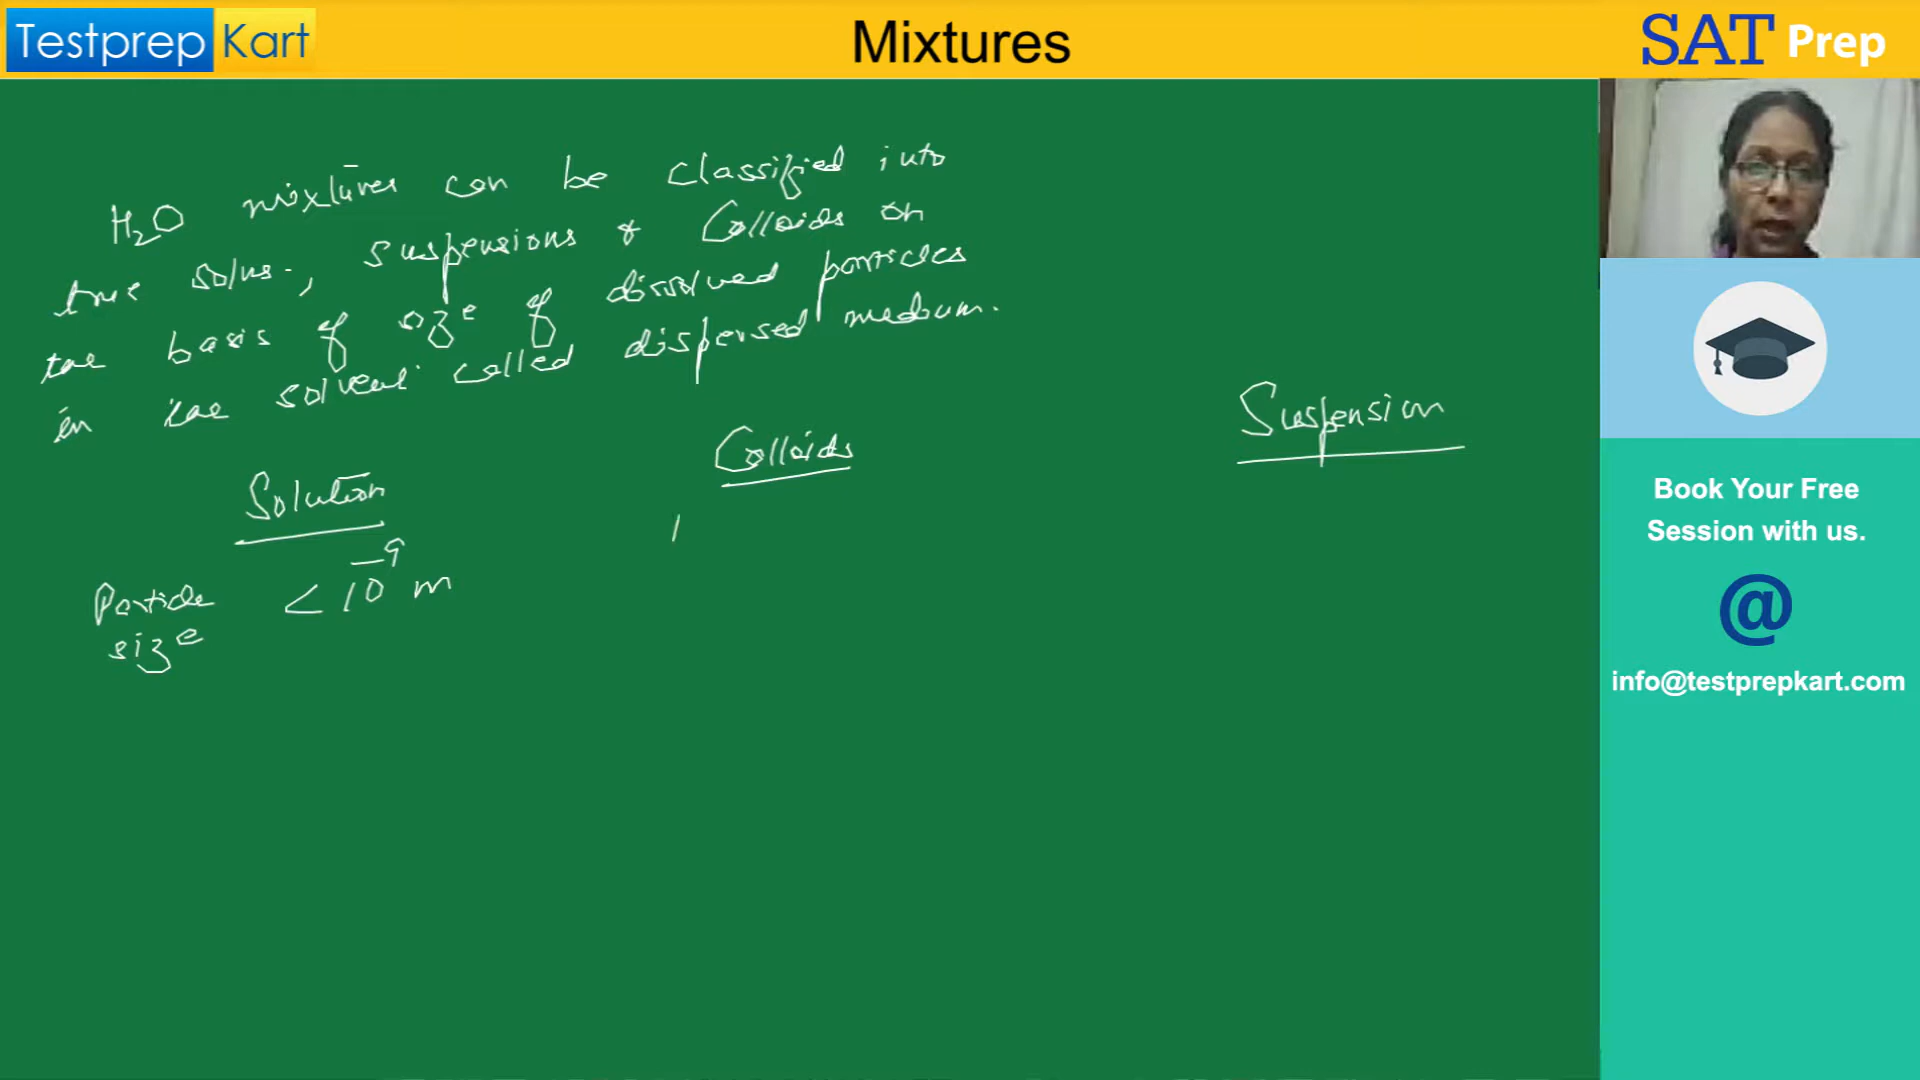 Testprep Kart
Mixtures
SAT Prep
H2O mixtures can be classified into
true solns., suspensions & Colloids on
the basis of size of dissolved particles
in the solvent called dispersed medium.
Solution
Colloids
Suspension
Particle size
< 10⁻⁹ m
1
Book Your Free
Session with us.
@
info@testprepkart.com